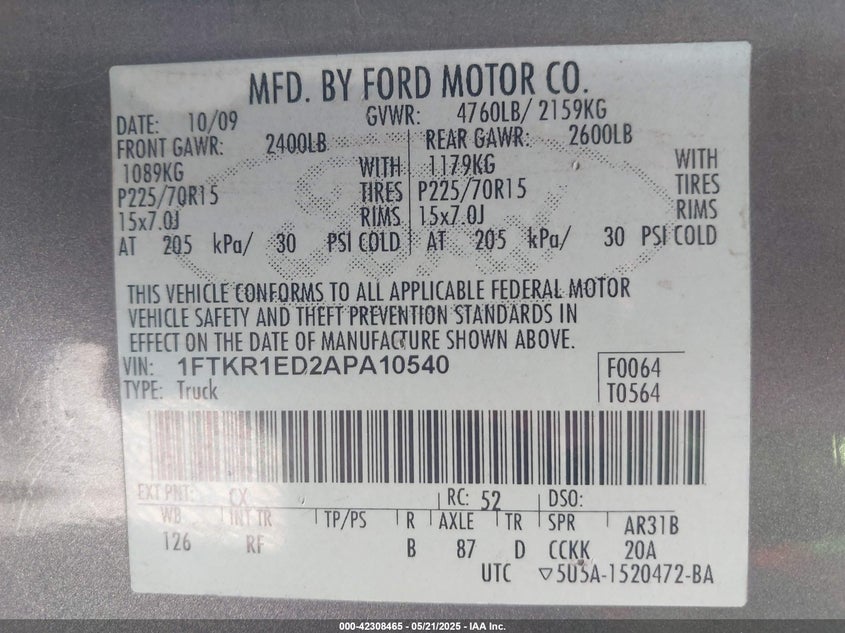 MFD. BY FORD MOTOR CO.
DATE: 10/09 GVWR: 4760LB/ 2159KG
FRONT GAWR: 2400LB REAR GAWR: 2600LB
1089KG WITH 1179KG WITH
P225/70R15 TIRES P225/70R15 TIRES
15x7.0J RIMS 15x7.0J RIMS
AT 205 kPa/ 30 PSI COLD AT 205 kPa/ 30 PSI COLD
THIS VEHICLE CONFORMS TO ALL APPLICABLE FEDERAL MOTOR
VEHICLE SAFETY AND THEFT PREVENTION STANDARDS IN
EFFECT ON THE DATE OF MANUFACTURE SHOWN ABOVE.
VIN: 1FTKR1ED2APA10540 F0064
TYPE: Truck T0564
EXT PNT: CX RC: 52 DSO:
WB INT TR TP/PS R AXLE TR SPR AR31B
126 RF B 87 D CCKK 20A
UTC ▽5U5A-1520472-BA
000-42308465 - 05/21/2025 - IAA Inc.